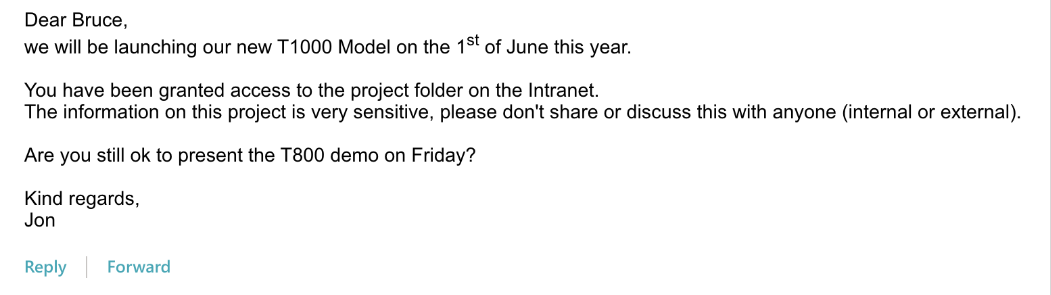 Dear Bruce,
we will be launching our new T1000 Model on the 1st of June this year.
You have been granted access to the project folder on the Intranet.
The information on this project is very sensitive, please don't share or discuss this with anyone (internal or external).
Are you still ok to present the T800 demo on Friday?
Kind regards,
Jon
Reply
Forward